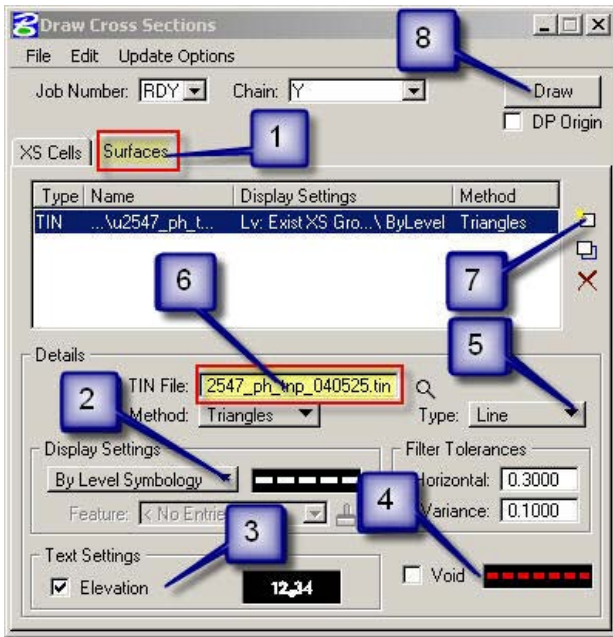 Draw Cross Sections
8
File Edit Update Options
Job Number: RDY Chain: Y Draw
DP Origin
1
XS Cells Surfaces
Type Name Display Settings Method
TIN ...\u2547_ph_t... Lv: Exist XS Gro...\ ByLevel Triangles
6
7
5
Details
TIN File: 2547_ph_tnp_040525.tin
2
Method: Triangles Type: Line
Display Settings Filter Tolerances
By Level Symbology Horizontal: 0.3000
4
Feature: < No Entrie Variance: 0.1000
3
Text Settings
Elevation 12.34 Void